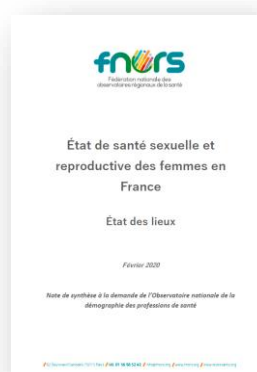 fnors
Fédération nationale des
observatoires régionaux de la santé
État de santé sexuelle et
reproductive des femmes en
France
État des lieux
Février 2020
Note de synthèse à la demande de l'Observatoire nationale de la
démographie des professions de santé